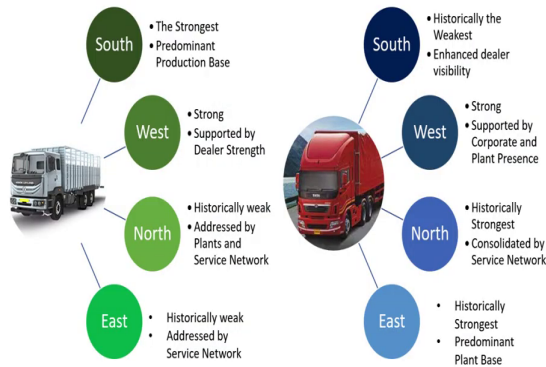 South
• The Strongest
• Predominant
Production Base
West
• Strong
• Supported by
Dealer Strength
North
• Historically weak
• Addressed by
Plants and
Service Network
East
• Historically weak
• Addressed by
Service Network
South
• Historically the
Weakest
• Enhanced dealer
visibility
West
• Strong
• Supported by
Corporate and
Plant Presence
North
• Historically
Strongest
• Consolidated by
Service Network
East
• Historically
Strongest
• Predominant
Plant Base